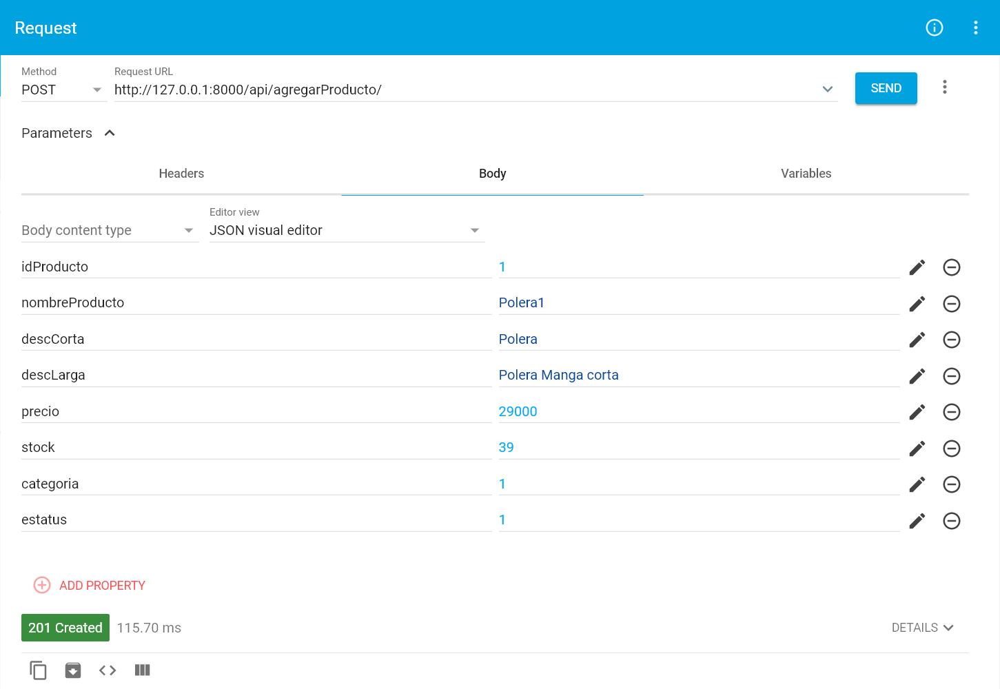 Request
Method
Request URL
POST
http://127.0.0.1:8000/api/agregarProducto/
SEND
Parameters
Headers
Body
Variables
Editor view
Body content type
JSON visual editor
idProducto 1
nombreProducto Polera1
descCorta Polera
descLarga Polera Manga corta
precio 29000
stock 39
categoria 1
estatus 1
ADD PROPERTY
201 Created 115.70 ms DETAILS